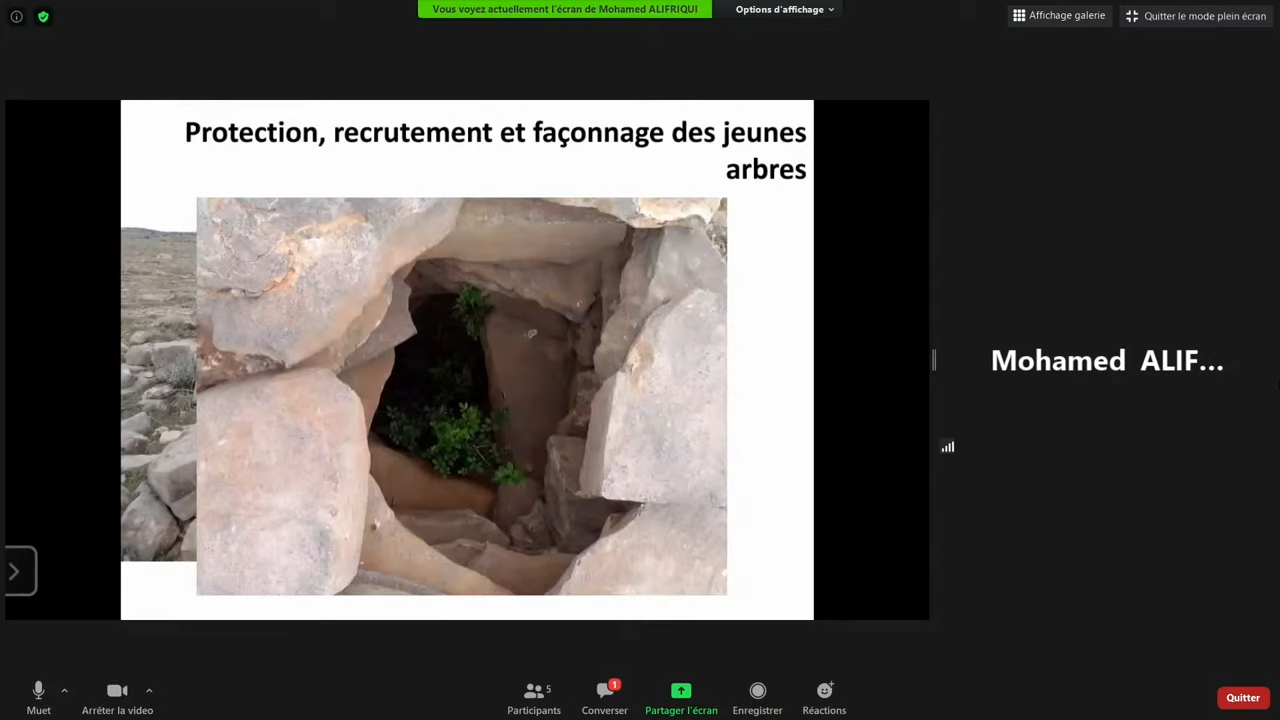 Vous voyez actuellement l'écran de Mohamed ALIFRIQUI
Options d'affichage
Affichage galerie
Quitter le mode plein écran
Protection, recrutement et façonnage des jeunes
arbres
Mohamed ALIF...
Muet
Arrêter la video
5
Participants
1
Converser
Partager l'écran
Enregistrer
Réactions
Quitter